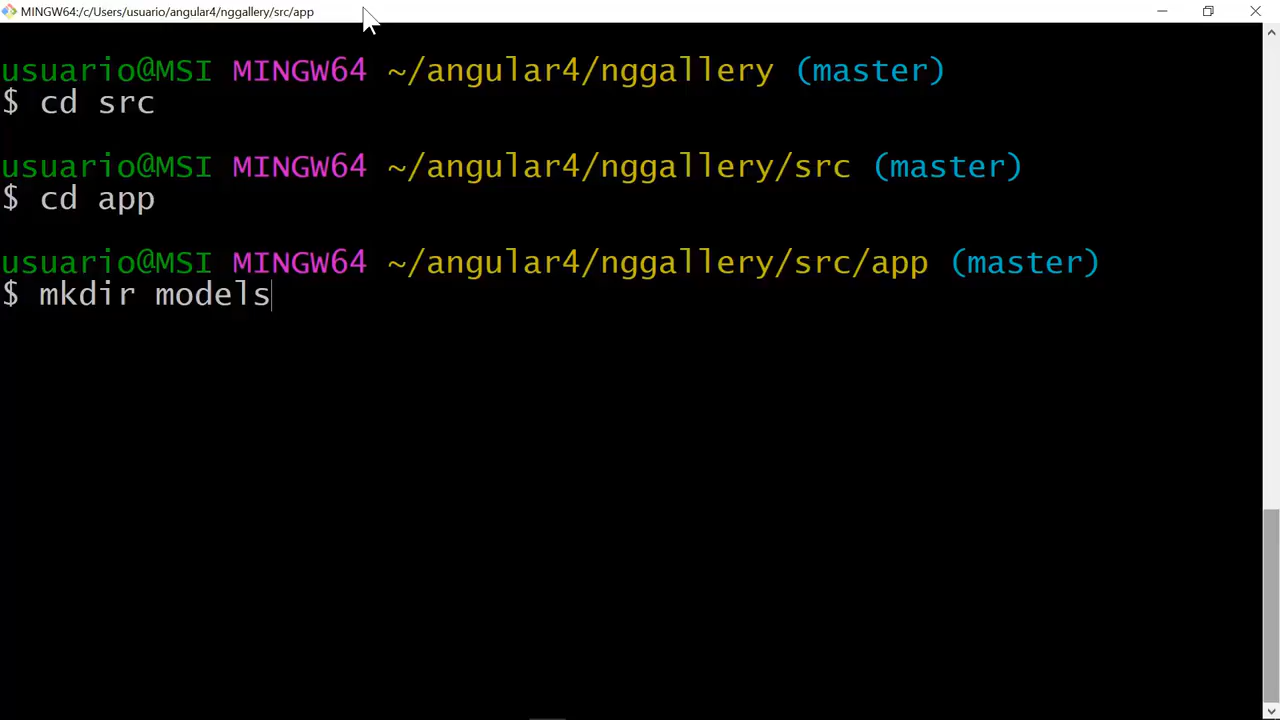 MINGW64:/c/Users/usuario/angular4/nggallery/src/app
usuario@MSI MINGW64 ~/angular4/nggallery (master)
$ cd src
usuario@MSI MINGW64 ~/angular4/nggallery/src (master)
$ cd app
usuario@MSI MINGW64 ~/angular4/nggallery/src/app (master)
$ mkdir models